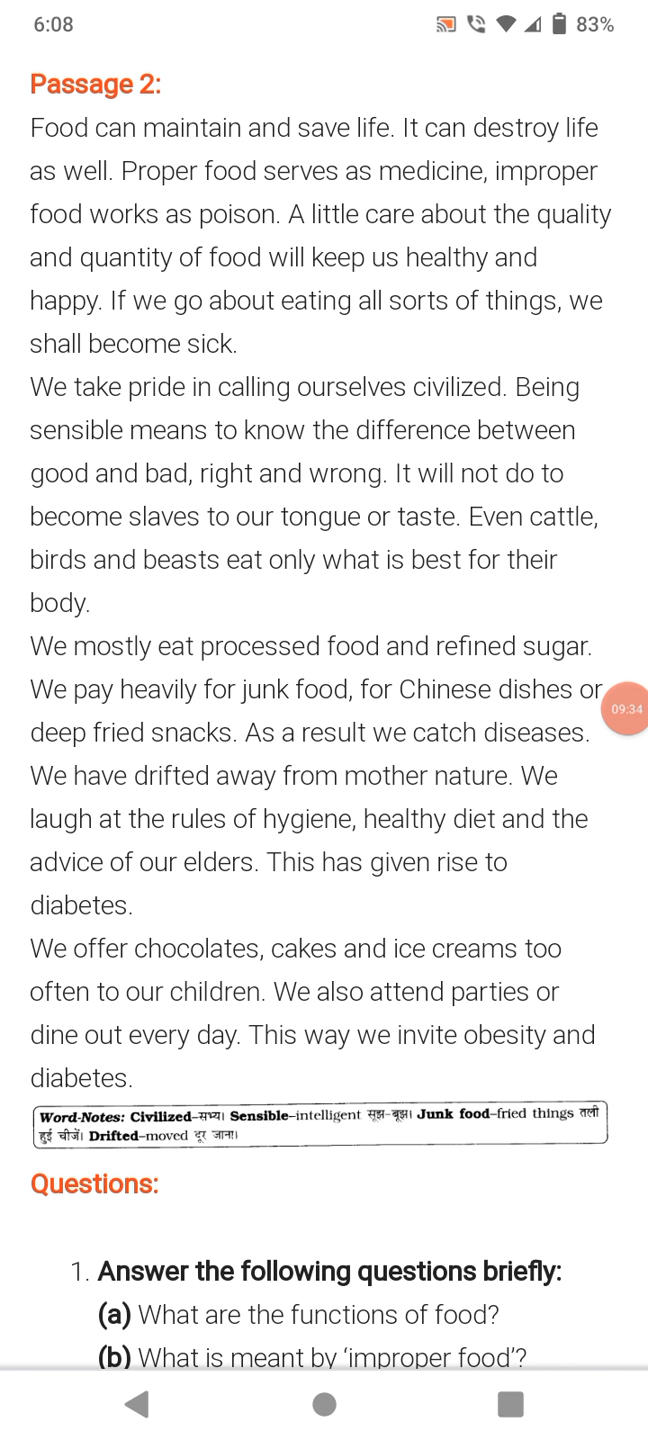 6:08
83%
Passage 2:
Food can maintain and save life. It can destroy life
as well. Proper food serves as medicine, improper
food works as poison. A little care about the quality
and quantity of food will keep us healthy and
happy. If we go about eating all sorts of things, we
shall become sick.
We take pride in calling ourselves civilized. Being
sensible means to know the difference between
good and bad, right and wrong. It will not do to
become slaves to our tongue or taste. Even cattle,
birds and beasts eat only what is best for their
body.
We mostly eat processed food and refined sugar.
We pay heavily for junk food, for Chinese dishes or
09:34
deep fried snacks. As a result we catch diseases.
We have drifted away from mother nature. We
laugh at the rules of hygiene, healthy diet and the
advice of our elders. This has given rise to
diabetes.
We offer chocolates, cakes and ice creams too
often to our children. We also attend parties or
dine out every day. This way we invite obesity and
diabetes.
Word-Notes: Civilized–सभ्य। Sensible–intelligent सूझ-बूझ। Junk food–fried things तली
हुई चीजें। Drifted–moved दूर जाना।
Questions:
1. Answer the following questions briefly:
(a) What are the functions of food?
(b) What is meant by ‘improper food’?